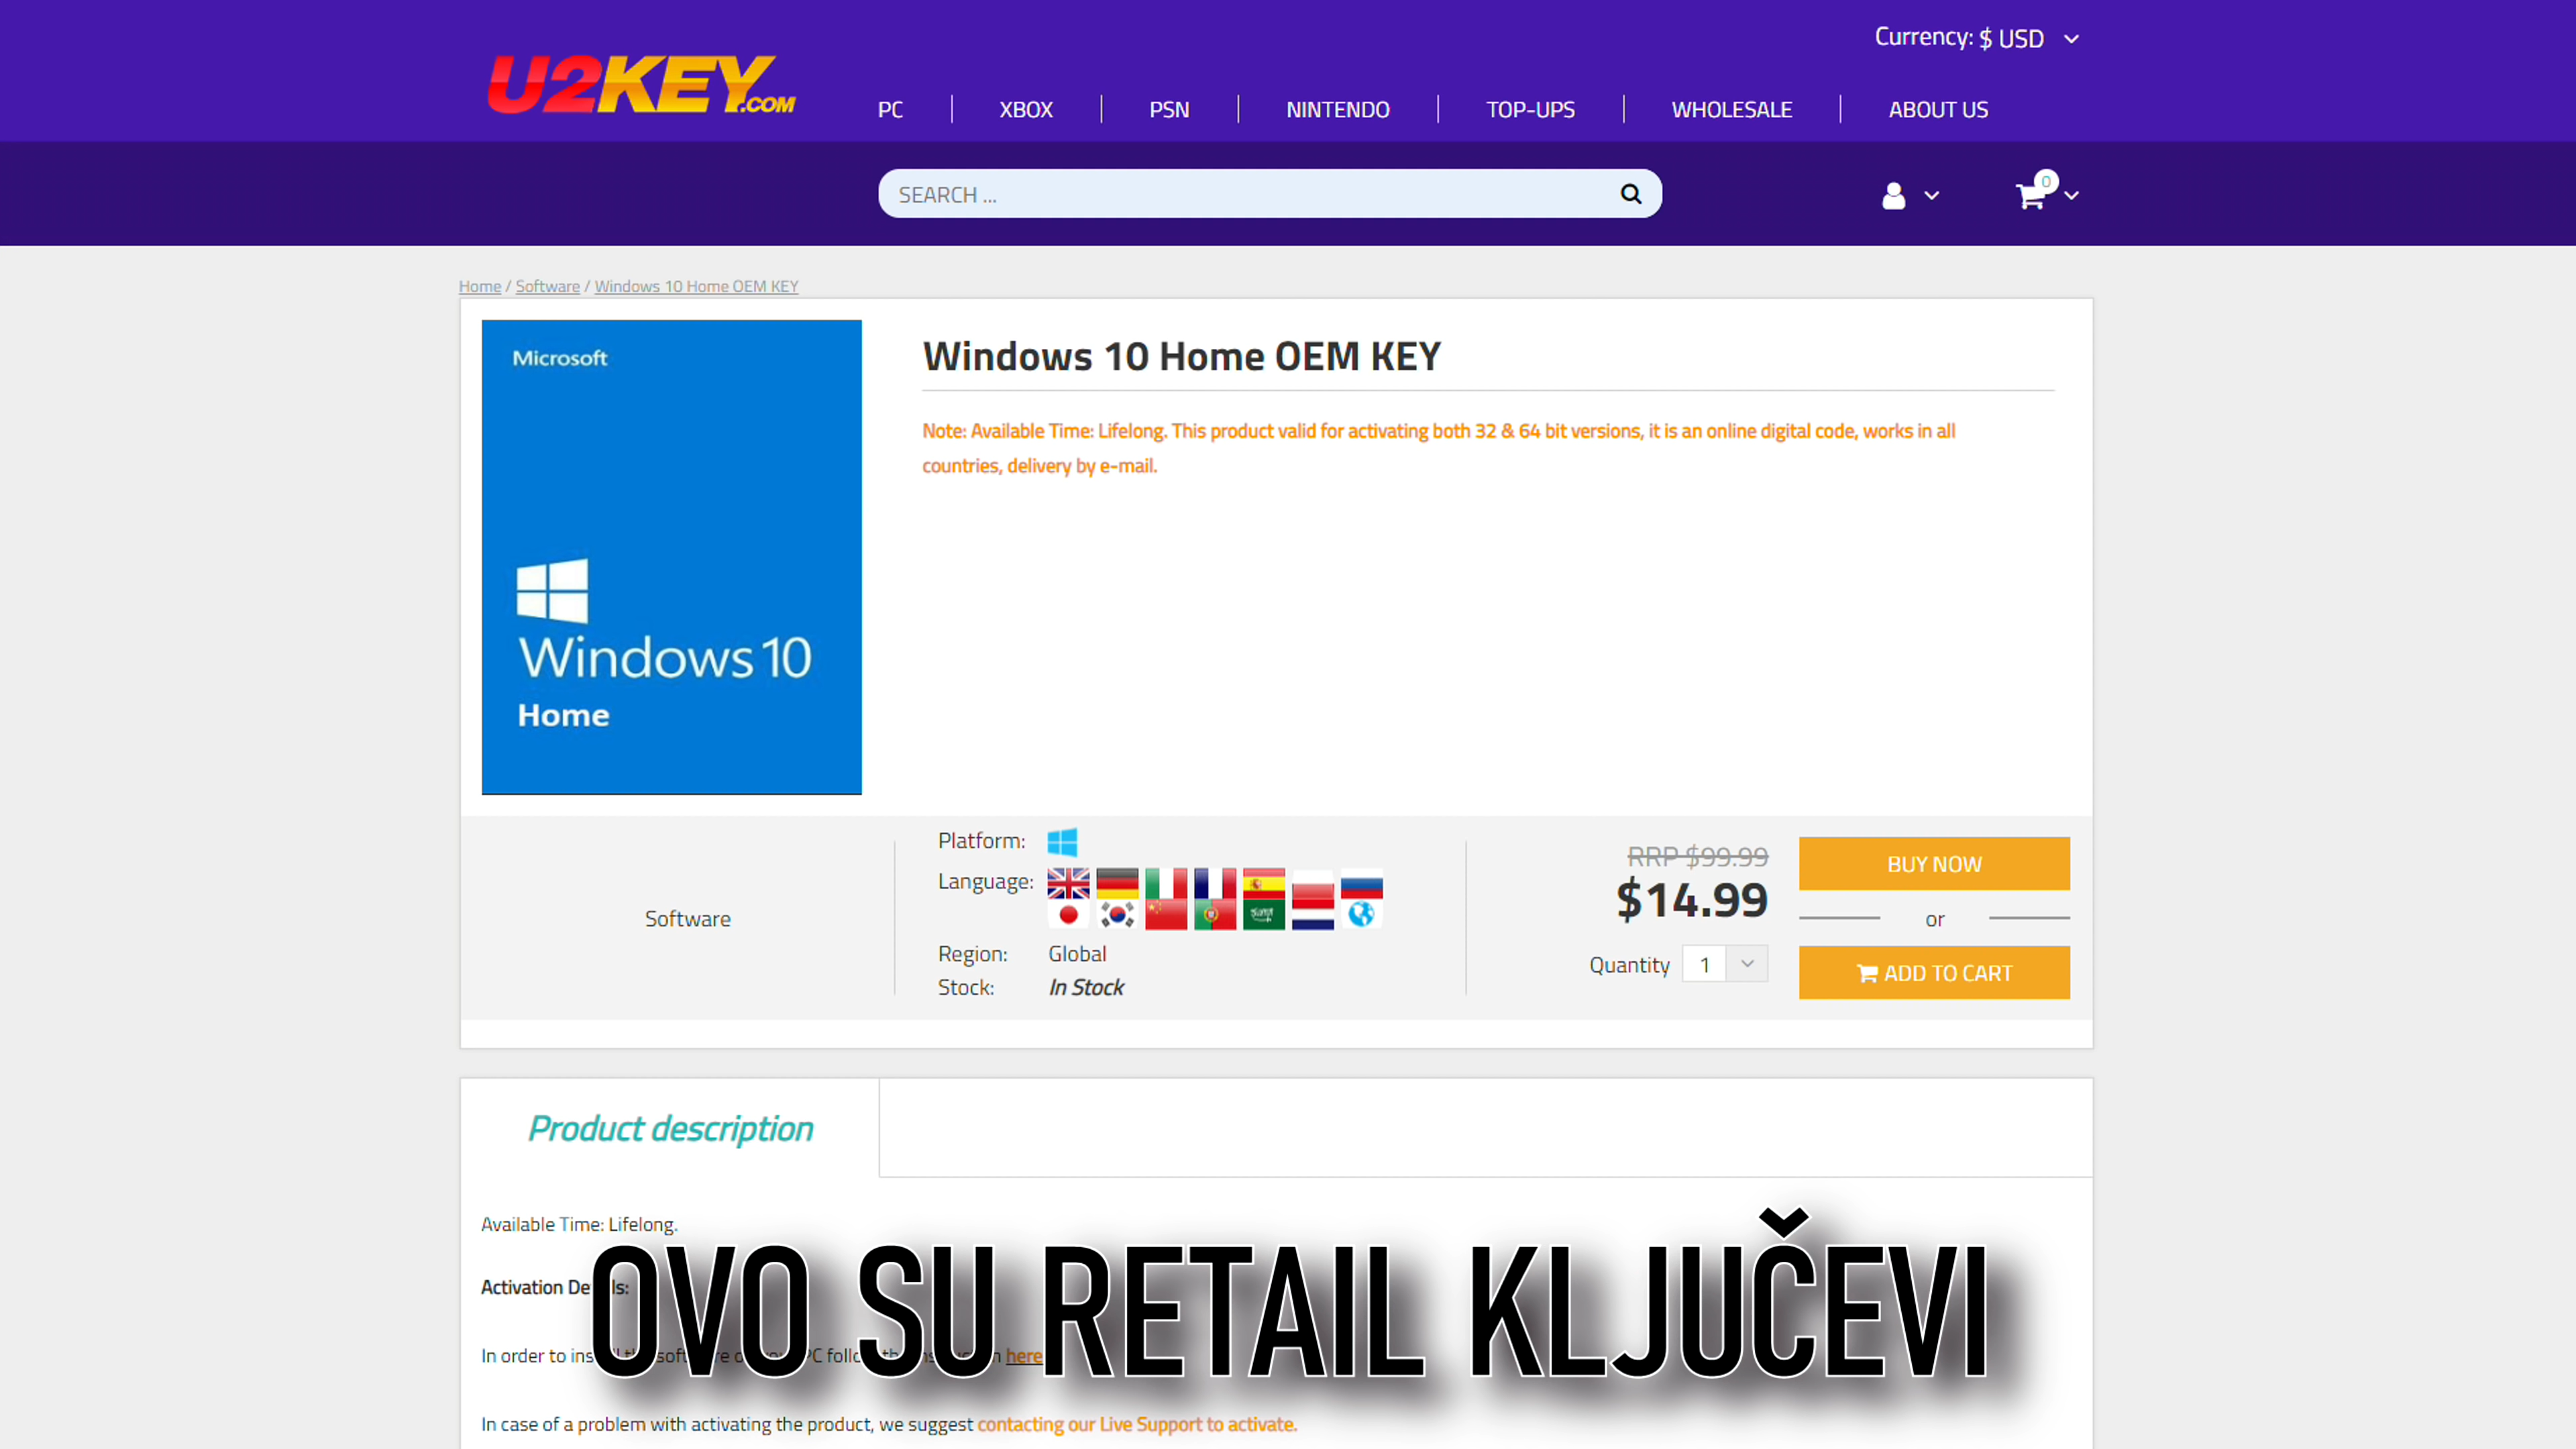 Currency: $ USD
U2KEY.COM
PC
XBOX
PSN
NINTENDO
TOP-UPS
WHOLESALE
ABOUT US
SEARCH ...
0
Home / Software / Windows 10 Home OEM KEY
Microsoft
Windows 10
Home
Windows 10 Home OEM KEY
Note: Available Time: Lifelong. This product valid for activating both 32 & 64 bit versions, it is an online digital code, works in all
countries, delivery by e-mail.
Software
Platform:
Language:
Region: Global
Stock: In Stock
RRP $99.99
$14.99
Quantity 1
BUY NOW
or
ADD TO CART
Product description
Available Time: Lifelong.
Activation
In order to PC here
In case of a problem with activating the product, we suggest contacting our Live Support to activate.
OVO SU RETAIL KLJUČEVI